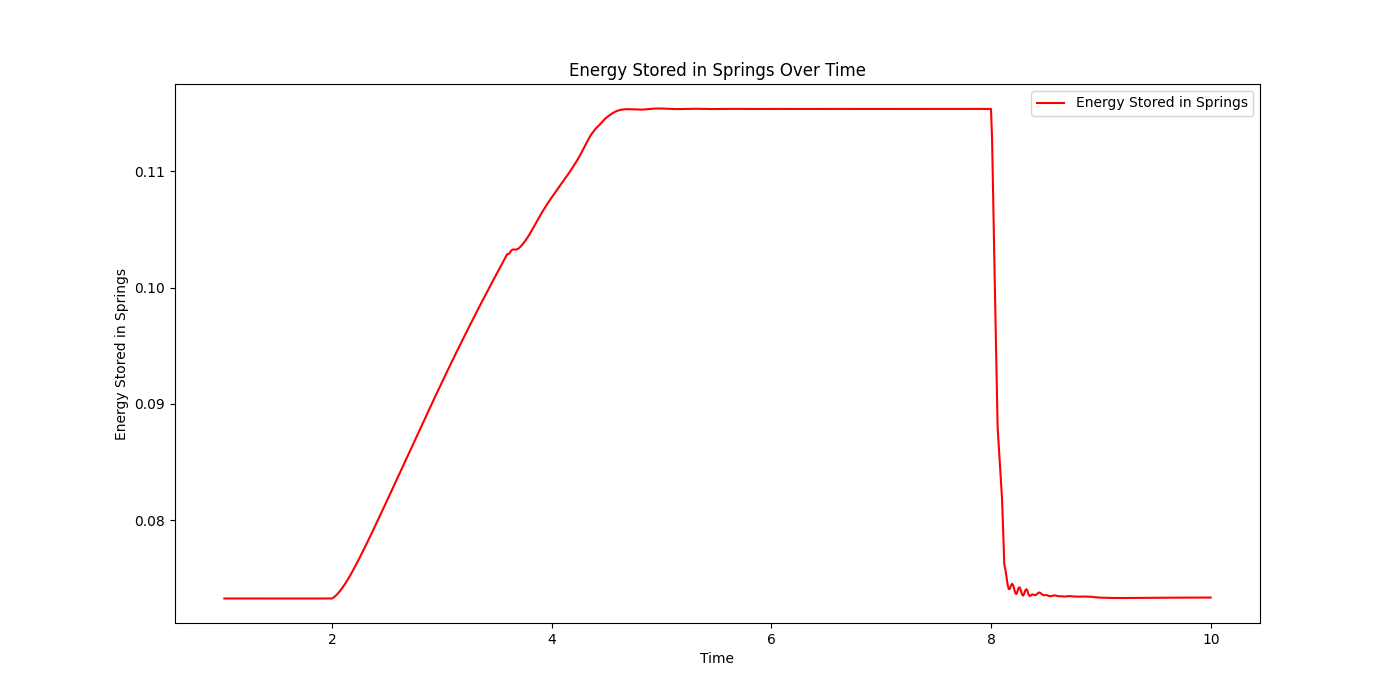 Energy Stored in Springs Over Time
Energy Stored in Springs
Energy Stored in Springs
0.11
0.10
0.09
0.08
2 4 6 8 10
Time